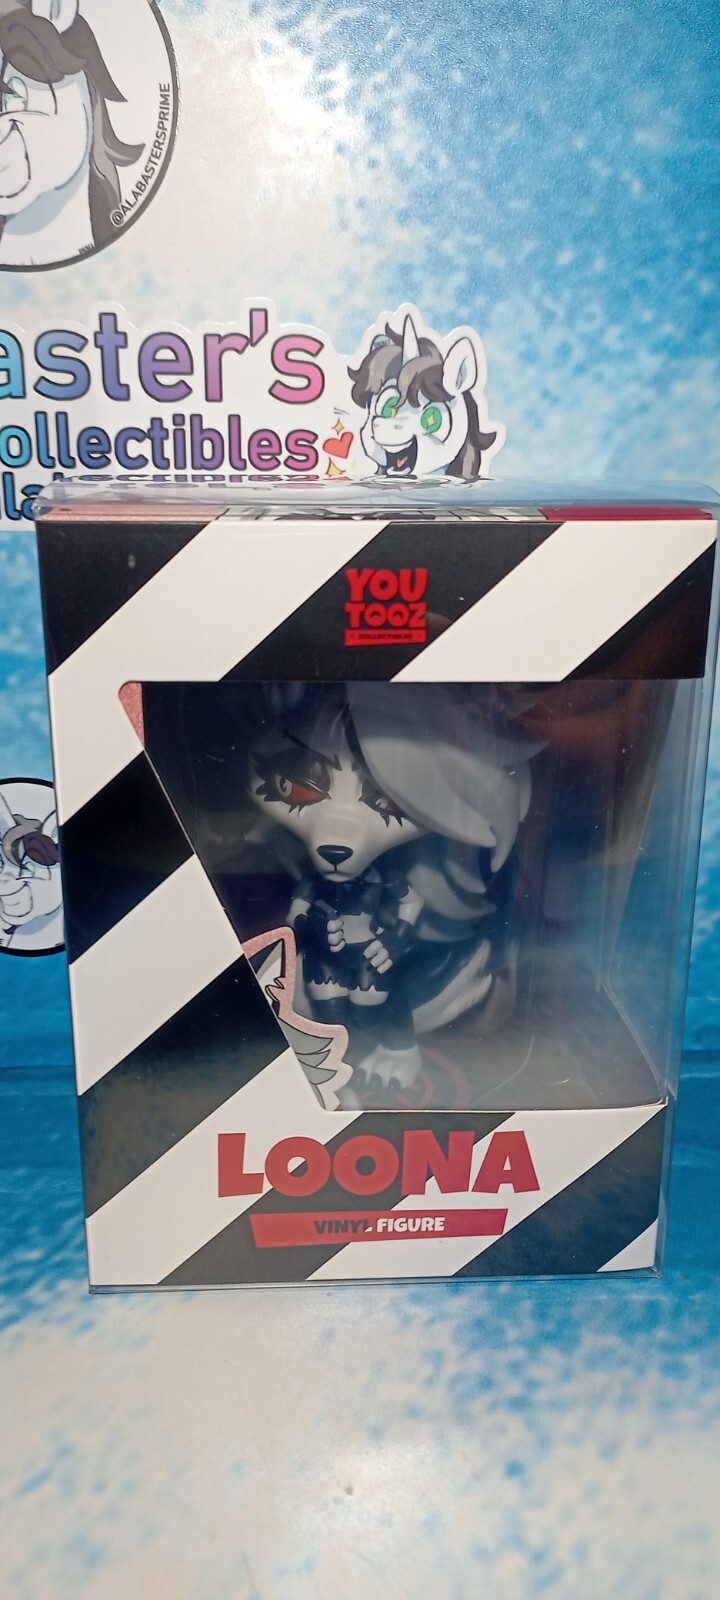 @ALABASTERSPRIME
aster's
ollectibles
YOU
TOOZ
COLLECTIBLES
LOONA
VINYL FIGURE